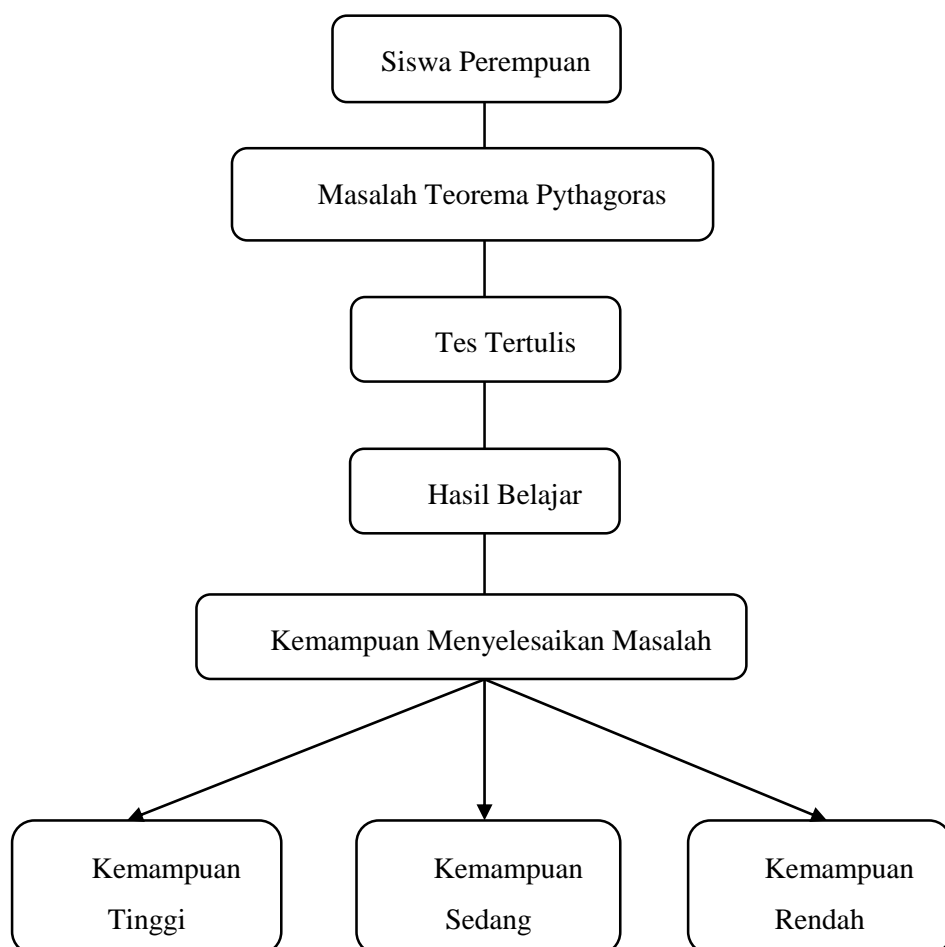 Siswa Perempuan
Masalah Teorema Pythagoras
Tes Tertulis
Hasil Belajar
Kemampuan Menyelesaikan Masalah
Kemampuan
Tinggi
Kemampuan
Sedang
Kemampuan
Rendah